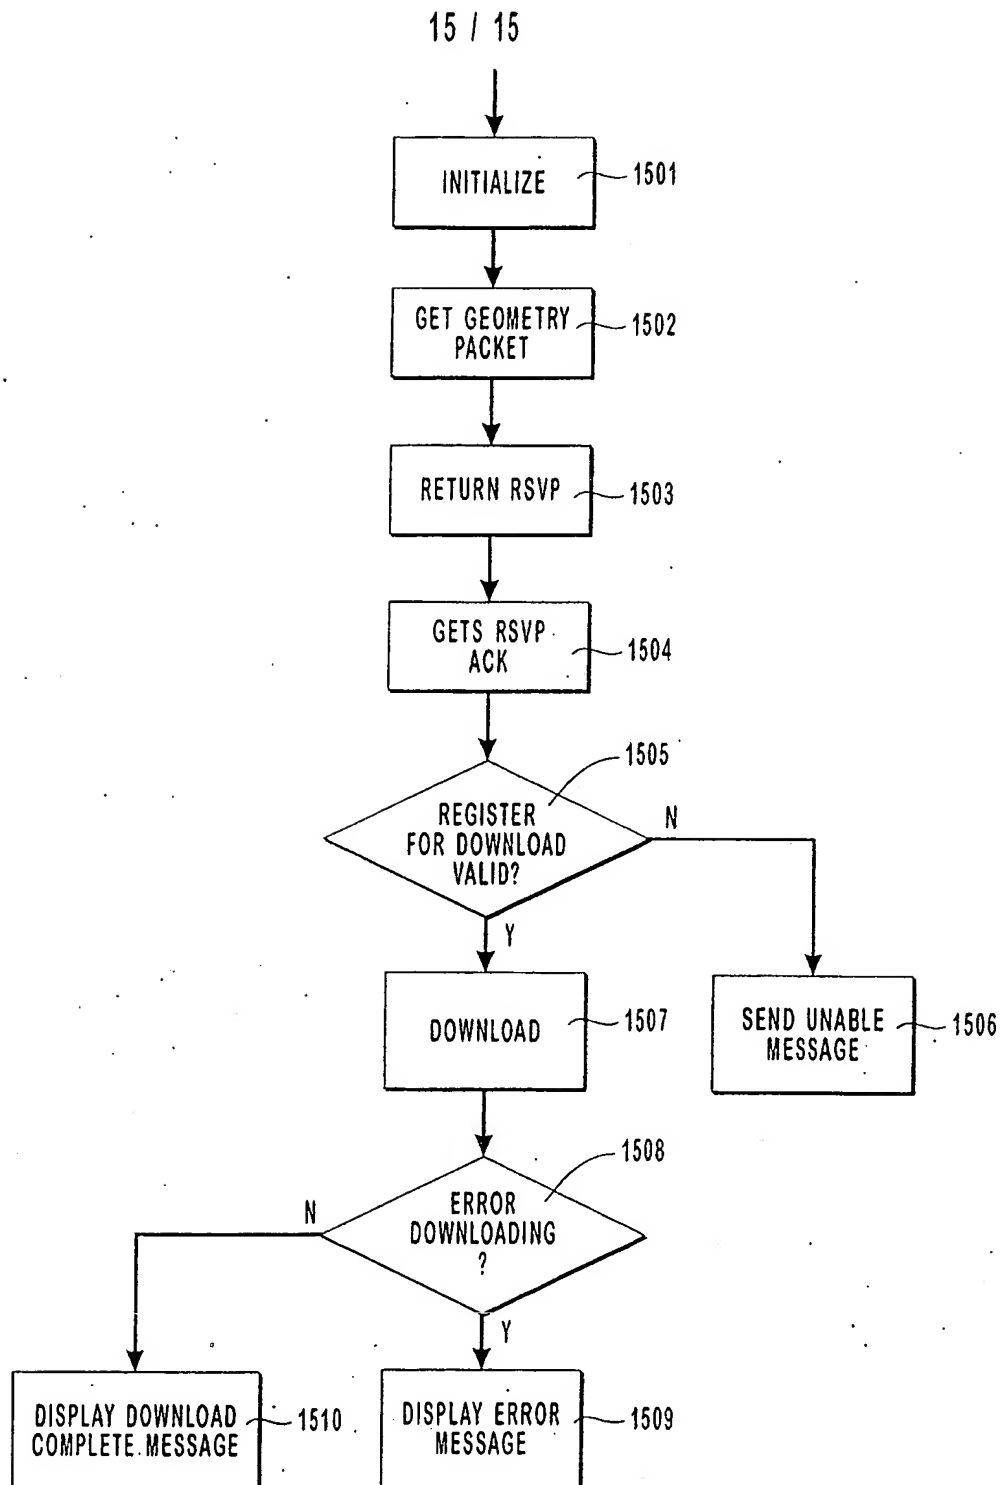 15 / 15
INITIALIZE
1501
GET GEOMETRY
PACKET
1502
RETURN RSVP
1503
GETS RSVP
ACK
1504
1505
REGISTER
FOR DOWNLOAD
VALID?
N
Y
DOWNLOAD
1507
SEND UNABLE
MESSAGE
1506
1508
ERROR
DOWNLOADING
?
N
Y
DISPLAY DOWNLOAD
COMPLETE MESSAGE
1510
DISPLAY ERROR
MESSAGE
1509